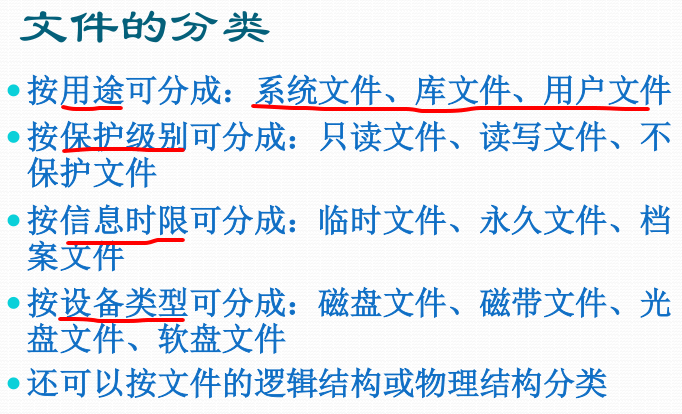 文件的分类
•按用途可分成：系统文件、库文件、用户文件
•按保护级别可分成：只读文件、读写文件、不
保护文件
•按信息时限可分成：临时文件、永久文件、档
案文件
•按设备类型可分成：磁盘文件、磁带文件、光
盘文件、软盘文件
•还可以按文件的逻辑结构或物理结构分类